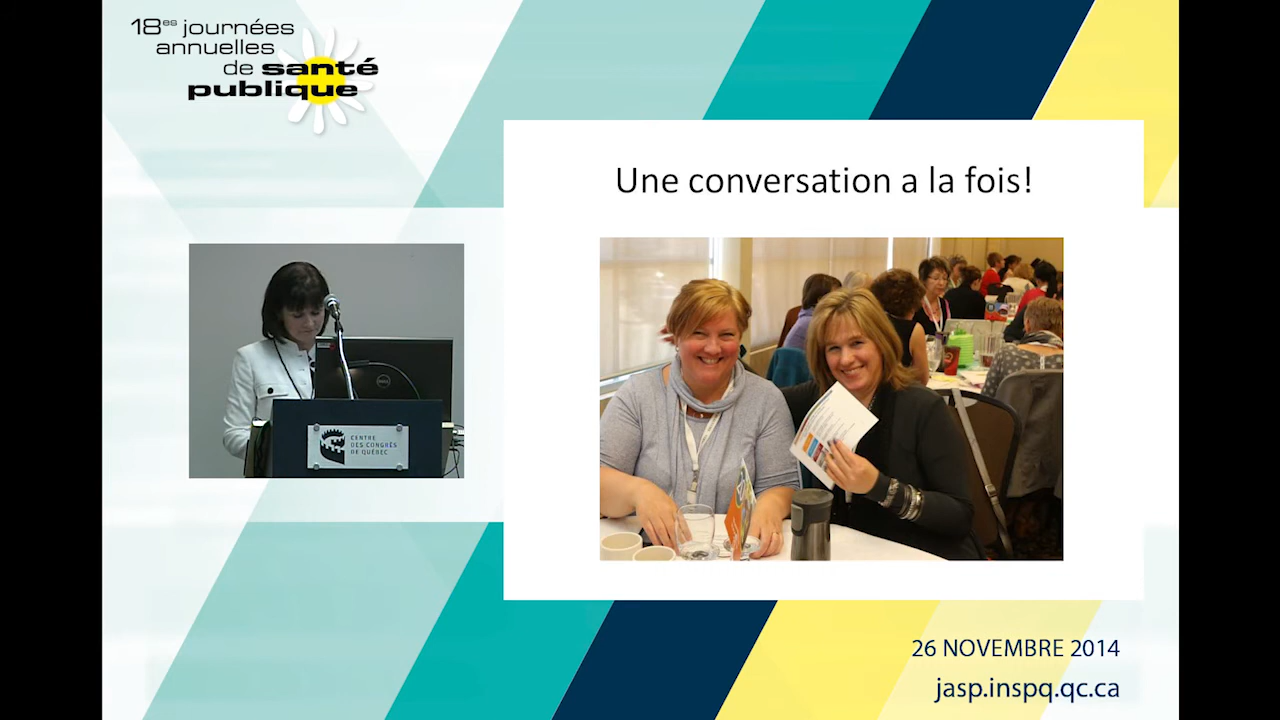 18es journées
annuelles
de santé
publique
Une conversation a la fois!
CENTRE
DES CONGRÈS
DE QUÉBEC
DELL
26 NOVEMBRE 2014
jasp.inspq.qc.ca